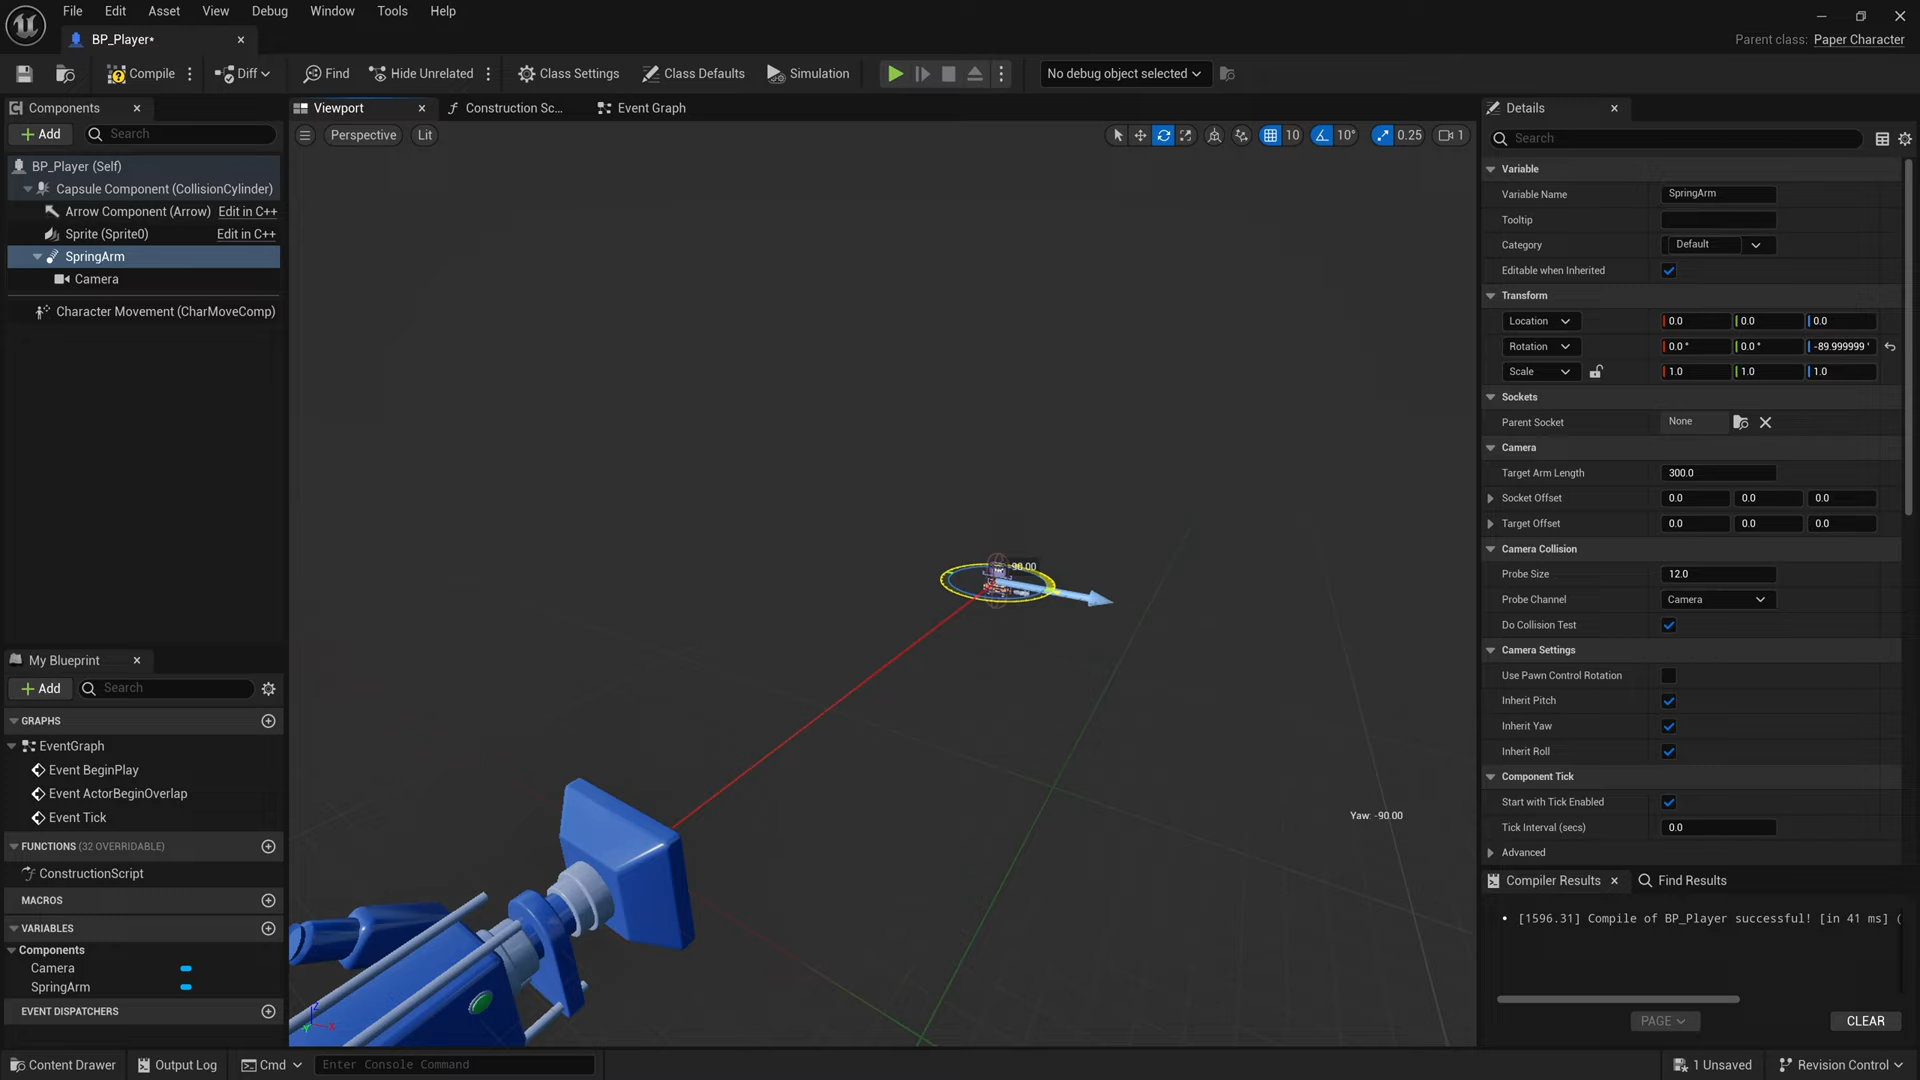 File Edit Asset View Debug Window Tools Help
BP_Player*
Parent class: Paper Character
Compile Diff Find Hide Unrelated Class Settings Class Defaults Simulation No debug object selected
Components
Add Search
BP_Player (Self)
Capsule Component (CollisionCylinder)
Arrow Component (Arrow) Edit in C++
Sprite (Sprite0) Edit in C++
SpringArm
Camera
Character Movement (CharMoveComp)
My Blueprint
Add Search
GRAPHS
EventGraph
Event BeginPlay
Event ActorBeginOverlap
Event Tick
FUNCTIONS (32 OVERRIDABLE)
ConstructionScript
MACROS
VARIABLES
Components
Camera
SpringArm
EVENT DISPATCHERS
Viewport Construction Sc... Event Graph
Perspective Lit 10 10° 0.25 1
-90.00
Yaw: -90.00
Z
X
Y
Details
Search
Variable
Variable Name SpringArm
Tooltip
Category Default
Editable when Inherited
Transform
Location 0.0 0.0 0.0
Rotation 0.0 ° 0.0 ° -89.999999 °
Scale 1.0 1.0 1.0
Sockets
Parent Socket None
Camera
Target Arm Length 300.0
Socket Offset 0.0 0.0 0.0
Target Offset 0.0 0.0 0.0
Camera Collision
Probe Size 12.0
Probe Channel Camera
Do Collision Test
Camera Settings
Use Pawn Control Rotation
Inherit Pitch
Inherit Yaw
Inherit Roll
Component Tick
Start with Tick Enabled
Tick Interval (secs) 0.0
Advanced
Compiler Results Find Results
[1596.31] Compile of BP_Player successful! [in 41 ms] (
PAGE CLEAR
Content Drawer Output Log Cmd Enter Console Command 1 Unsaved Revision Control